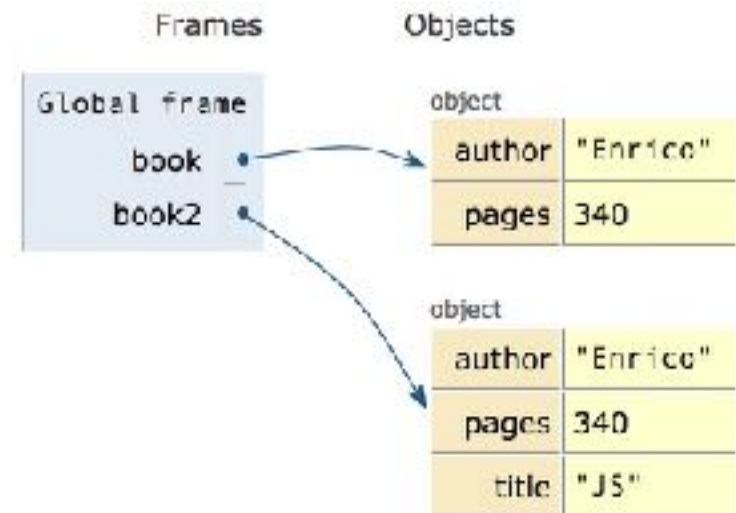 Frames Objects
Global frame
book
book2
object
author "Enrico"
pages 340
object
author "Enrico"
pages 340
title "JS"